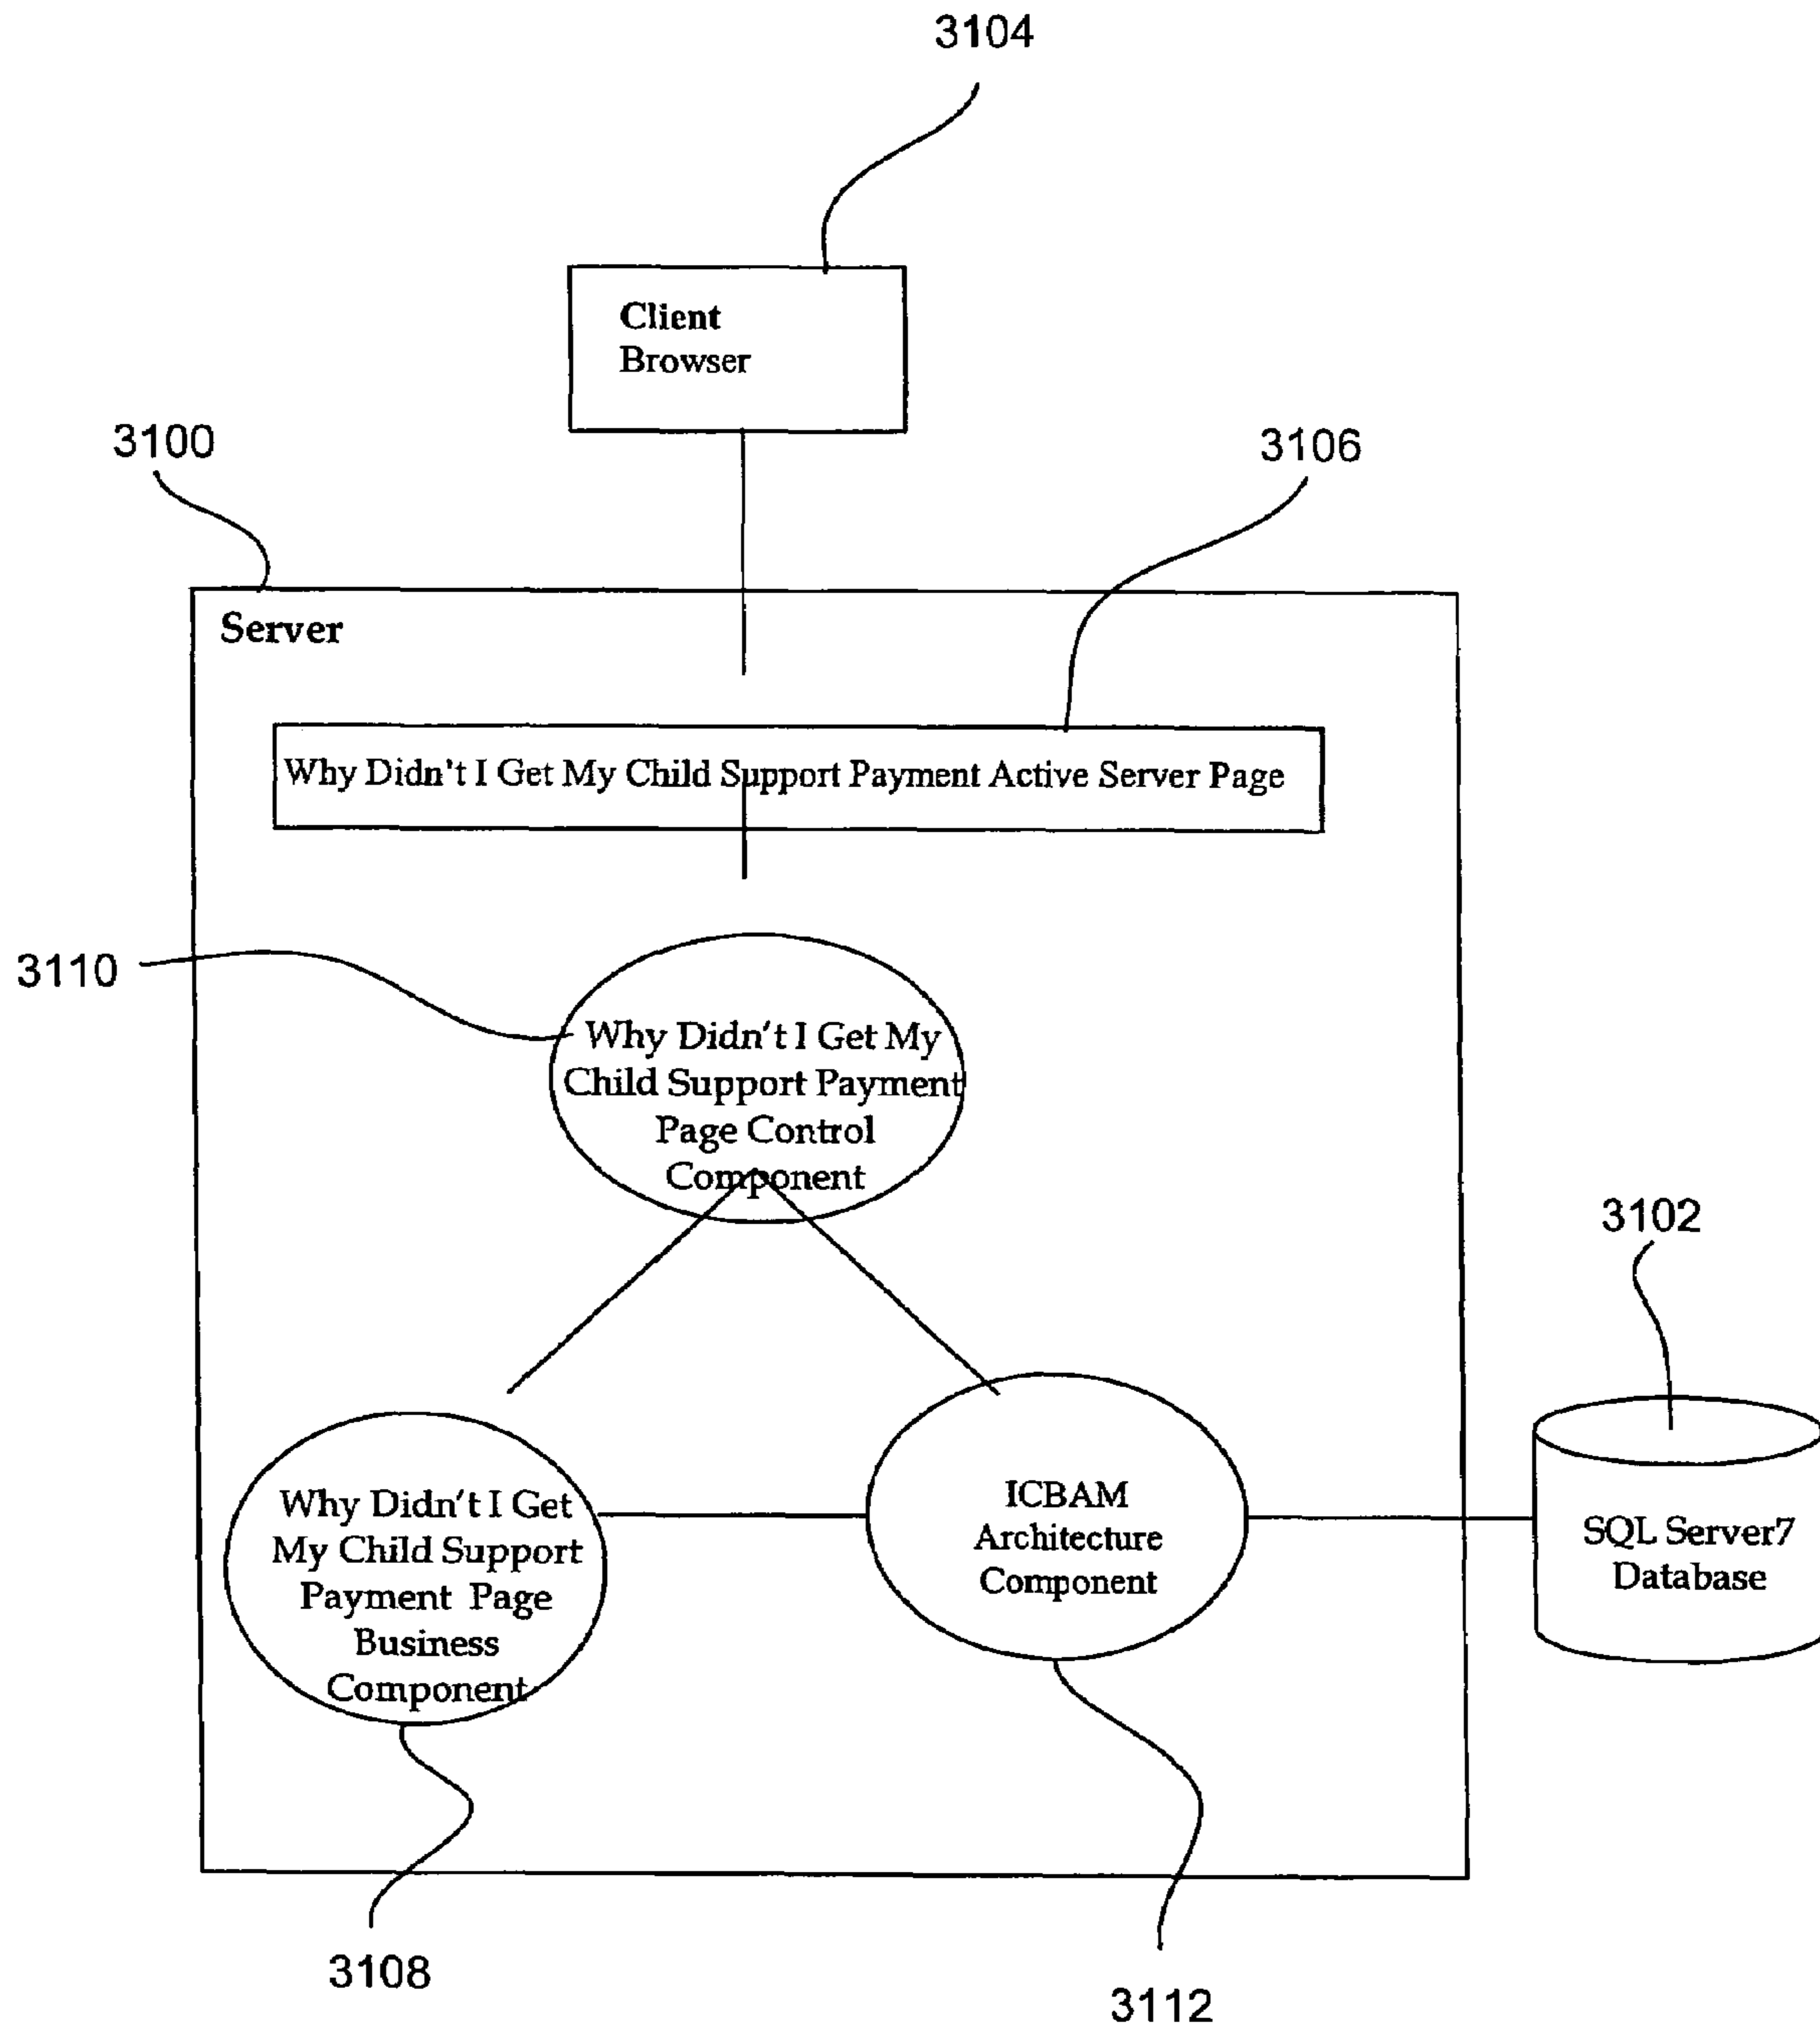 3104
Client
Browser
3100
3106
Server
Why Didn't I Get My Child Support Payment Active Server Page
3110
Why Didn't I Get My
Child Support Payment
Page Control
Component
3102
Why Didn't I Get
My Child Support
Payment Page
Business
Component
ICBAM
Architecture
Component
SQL Server7
Database
3108
3112